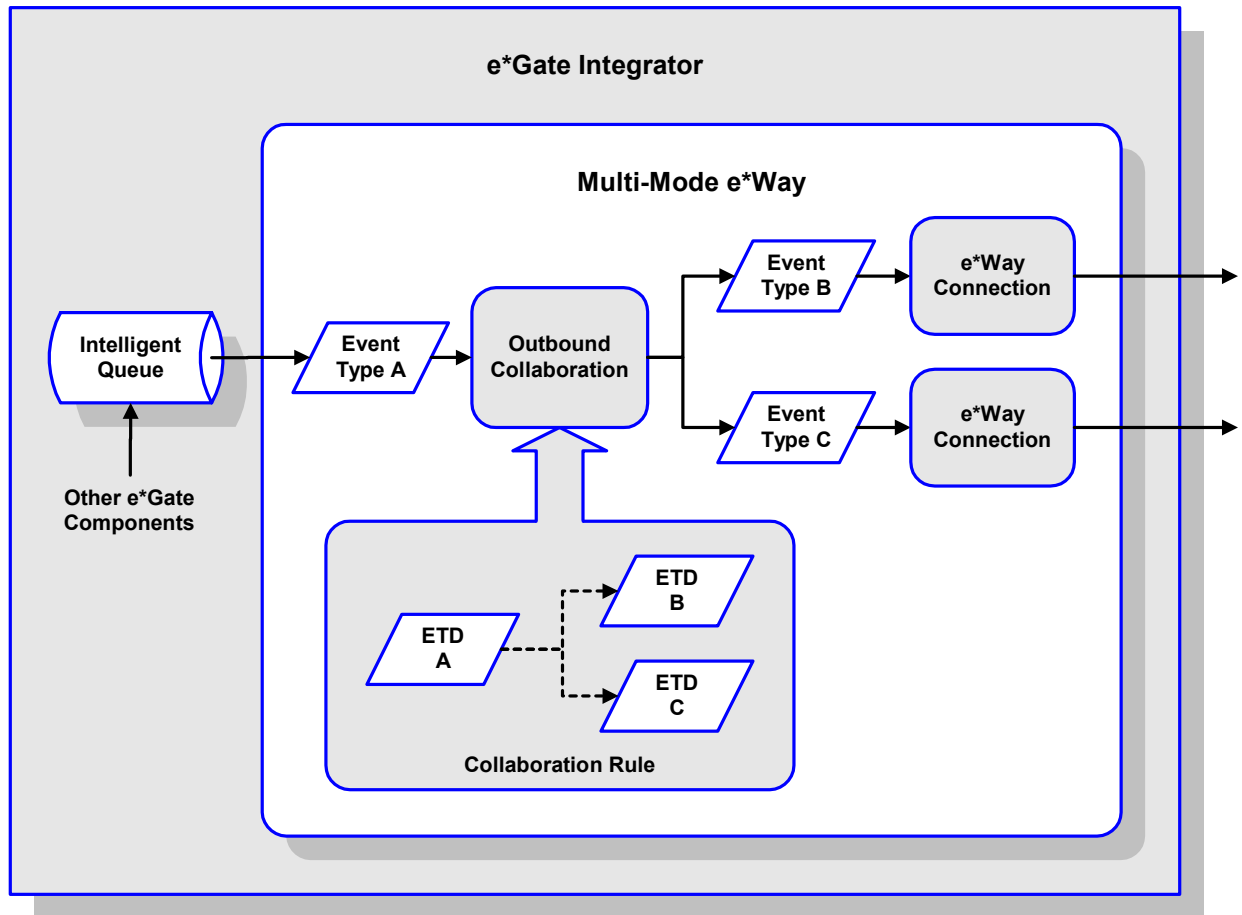 e*Gate Integrator
Multi-Mode e*Way
Intelligent
Queue
Event
Type A
Outbound
Collaboration
Event
Type B
e*Way
Connection
Event
Type C
e*Way
Connection
Other e*Gate
Components
ETD
A
ETD
B
ETD
C
Collaboration Rule